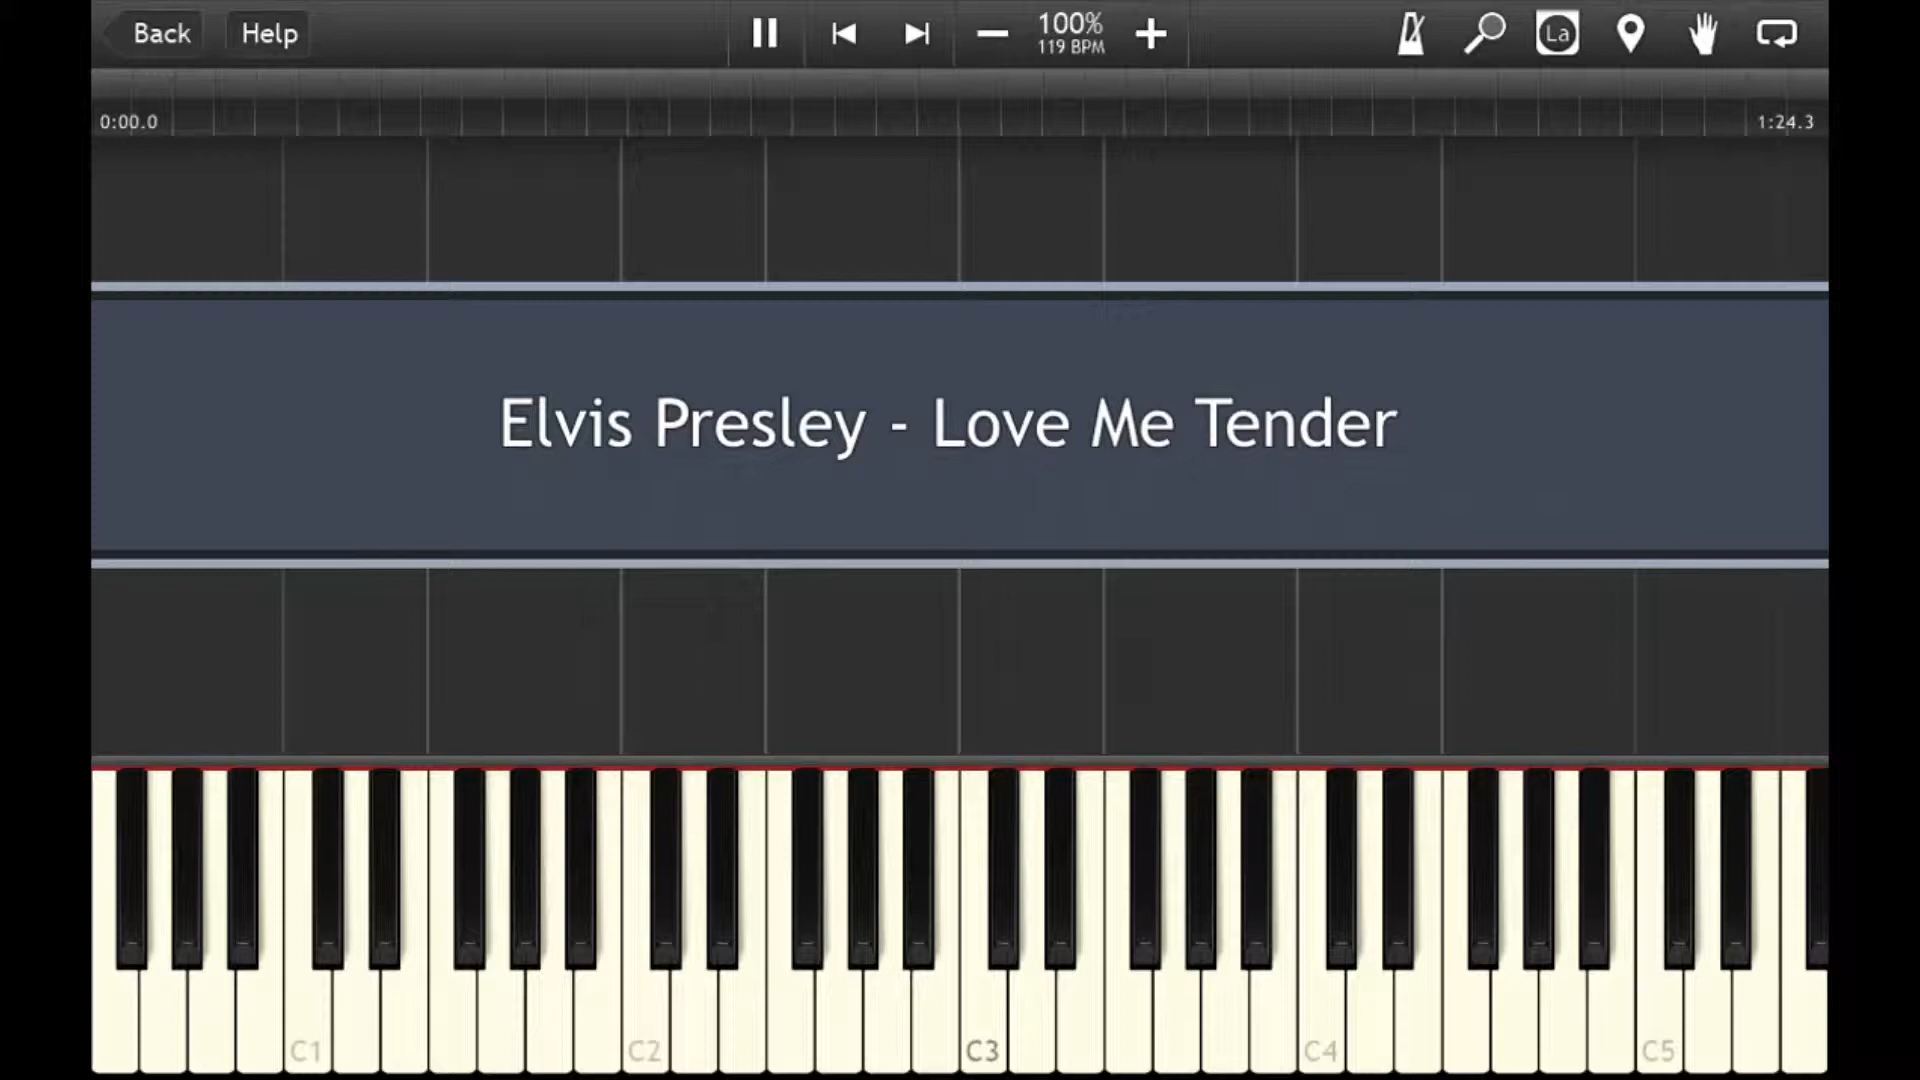 Back Help 100% La
119 BPM
0:00.0 1:24.3
Elvis Presley - Love Me Tender
C1 C2 C3 C4 C5